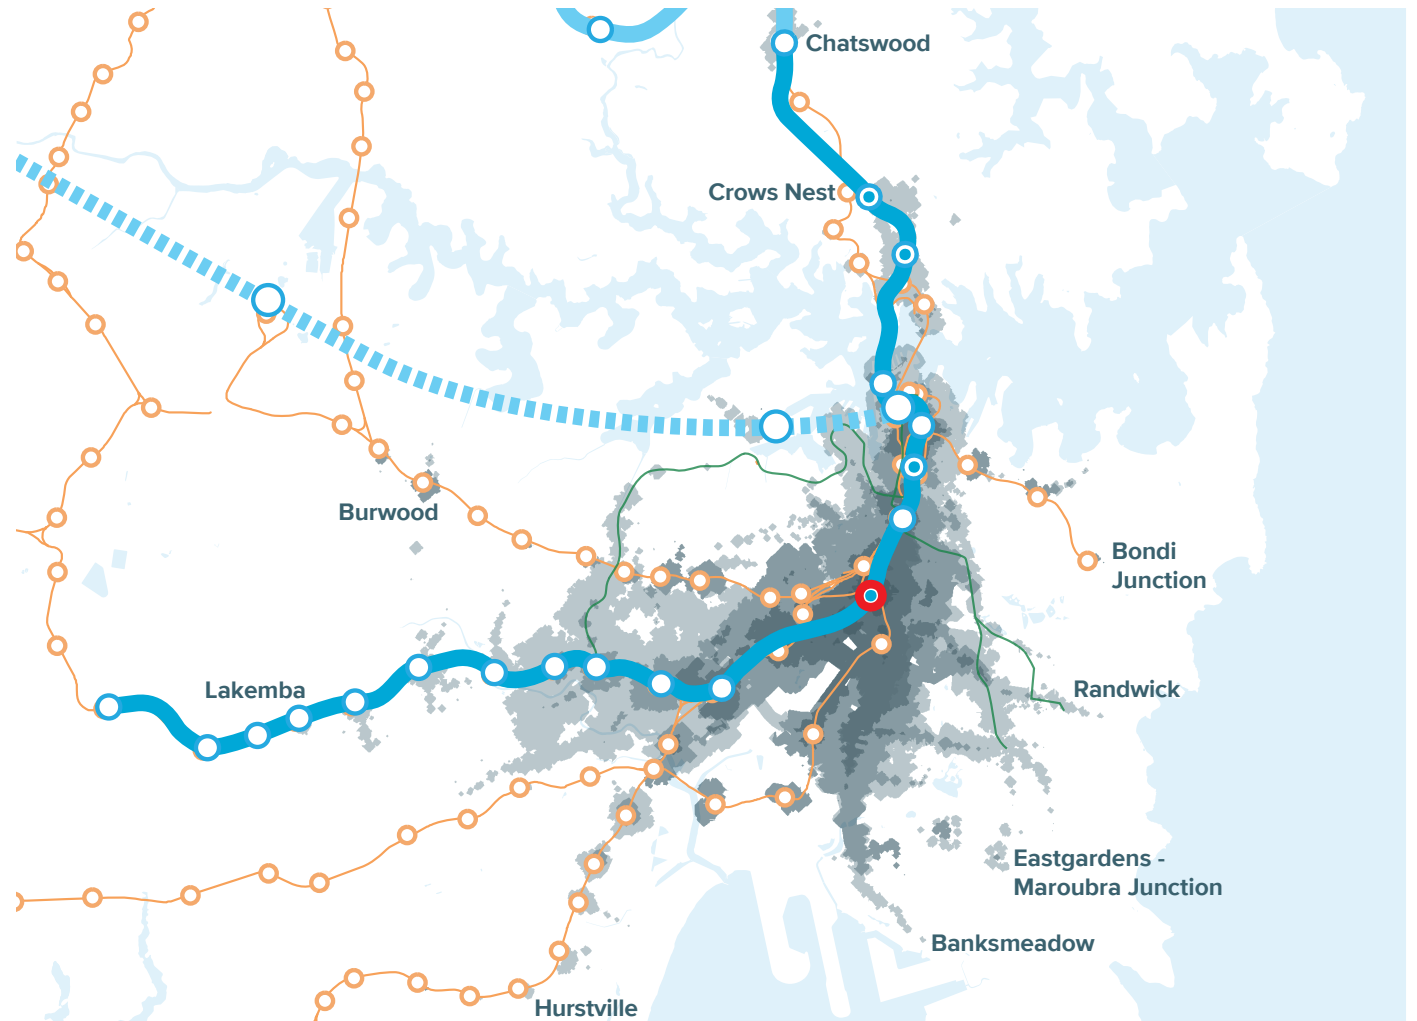 Chatswood
Crows Nest
Burwood
Bondi
Junction
Lakemba
Randwick
Eastgardens -
Maroubra Junction
Banksmeadow
Hurstville